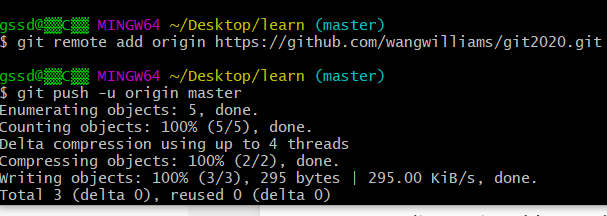 gssd@▒▒C▒▒ MINGW64 ~/Desktop/learn (master)
$ git remote add origin https://github.com/wangwilliams/git2020.git
gssd@▒▒C▒▒ MINGW64 ~/Desktop/learn (master)
$ git push -u origin master
Enumerating objects: 5, done.
Counting objects: 100% (5/5), done.
Delta compression using up to 4 threads
Compressing objects: 100% (2/2), done.
Writing objects: 100% (3/3), 295 bytes | 295.00 KiB/s, done.
Total 3 (delta 0), reused 0 (delta 0)